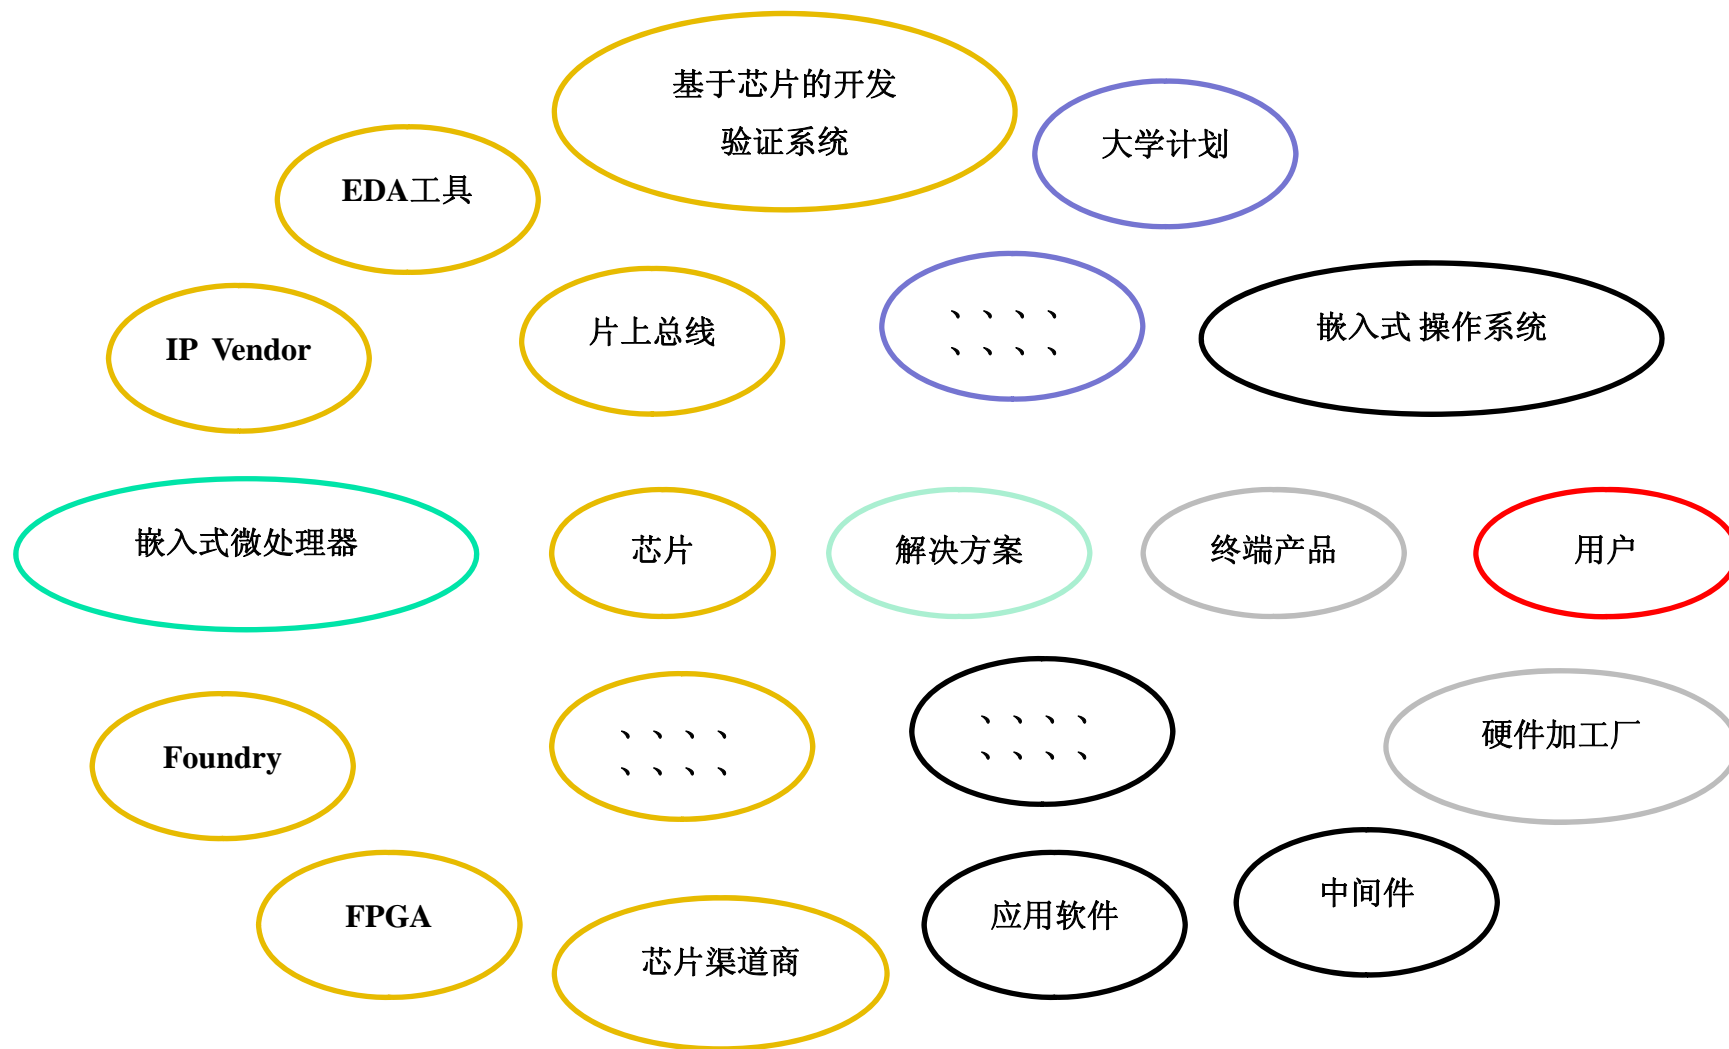 基于芯片的开发
验证系统
大学计划
EDA工具
、、、、
、、、、
嵌入式 操作系统
片上总线
IP Vendor
嵌入式微处理器
芯片
解决方案
终端产品
用户
、、、、
、、、、
、、、、
、、、、
硬件加工厂
Foundry
中间件
应用软件
FPGA
芯片渠道商